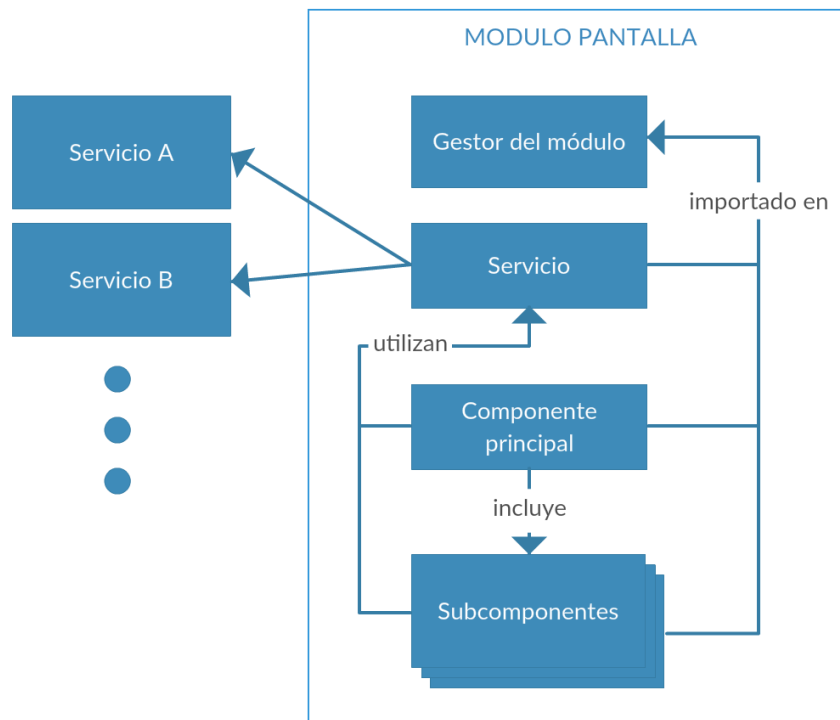 MODULO PANTALLA
Servicio A
Gestor del módulo
importado en
Servicio B
Servicio
utilizan
Componente
principal
incluye
Subcomponentes